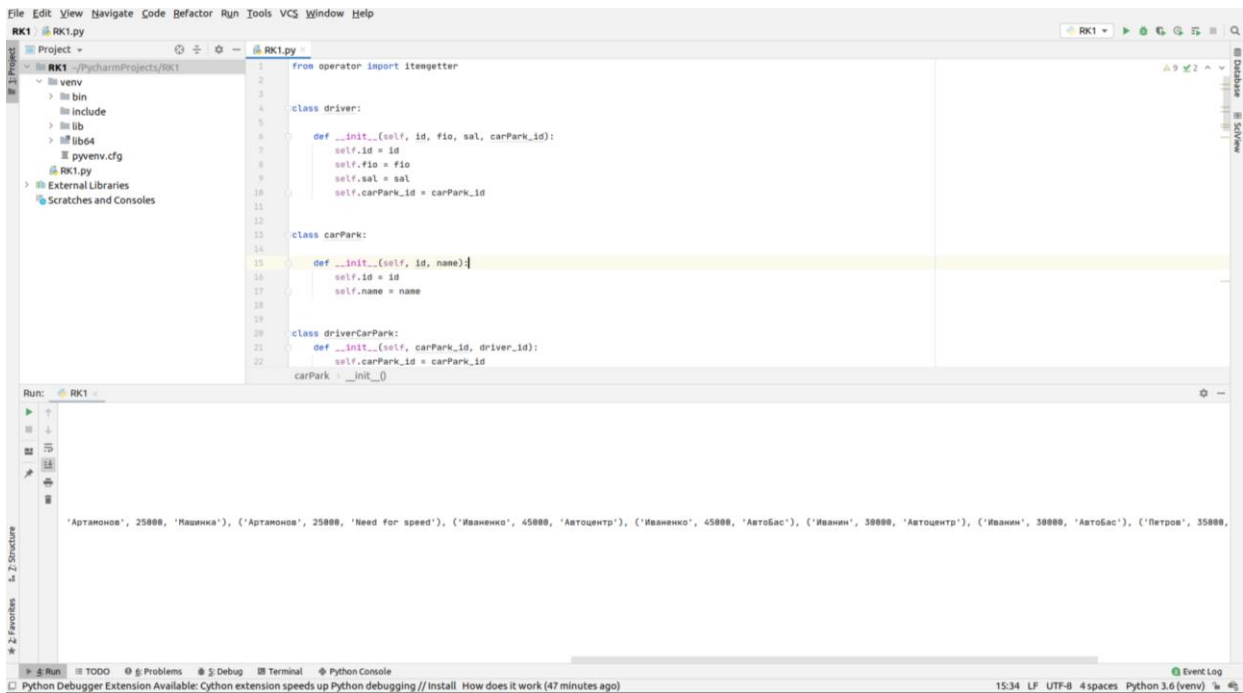 File Edit View Navigate Code Refactor Run Tools VCS Window Help
RK1 RK1.py RK1
Project RK1.py
RK1 ~/PycharmProjects/RK1
venv
bin
include
lib
lib64
pyvenv.cfg
RK1.py
External Libraries
Scratches and Consoles
1 from operator import itemgetter
2
3
4 class driver:
5
6 def __init__(self, id, fio, sal, carPark_id):
7 self.id = id
8 self.fio = fio
9 self.sal = sal
10 self.carPark_id = carPark_id
11
12
13 class carPark:
14
15 def __init__(self, id, name):
16 self.id = id
17 self.name = name
18
19
20 class driverCarPark:
21 def __init__(self, carPark_id, driver_id):
22 self.carPark_id = carPark_id
carPark __init__()
9 2
1: Project
Database
SciView
Run: RK1
'Артамонов', 25000, 'Машинка'), ('Артамонов', 25000, 'Need for speed'), ('Иваненко', 45000, 'Автоцентр'), ('Иваненко', 45000, 'АвтоБас'), ('Иванин', 30000, 'Автоцентр'), ('Иванин', 30000, 'АвтоБас'), ('Петров', 35000,
Z: Structure
2: Favorites
4: Run TODO 6: Problems 5: Debug Terminal Python Console Event Log
Python Debugger Extension Available: Cython extension speeds up Python debugging // Install How does it work (47 minutes ago) 15:34 LF UTF-8 4 spaces Python 3.6 (venv)